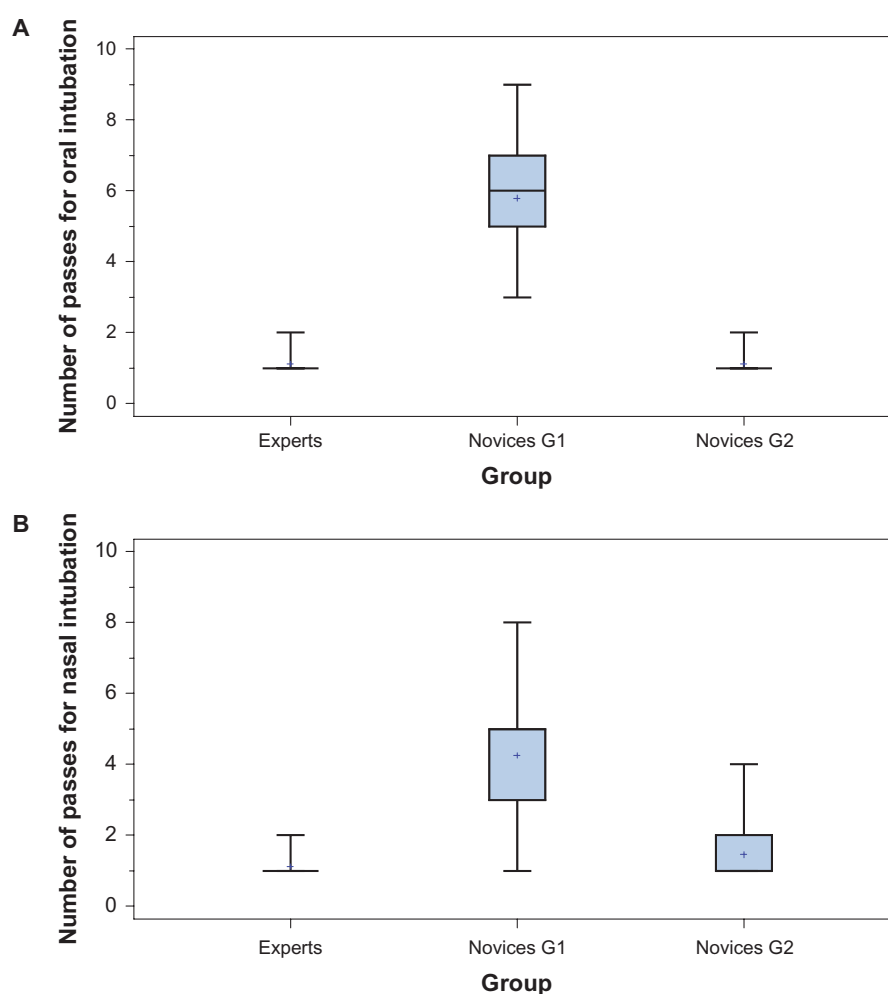 A
Number of passes for oral intubation
10
8
6
4
2
0
Experts Novices G1 Novices G2
Group
B
Number of passes for nasal intubation
10
8
6
4
2
0
Experts Novices G1 Novices G2
Group